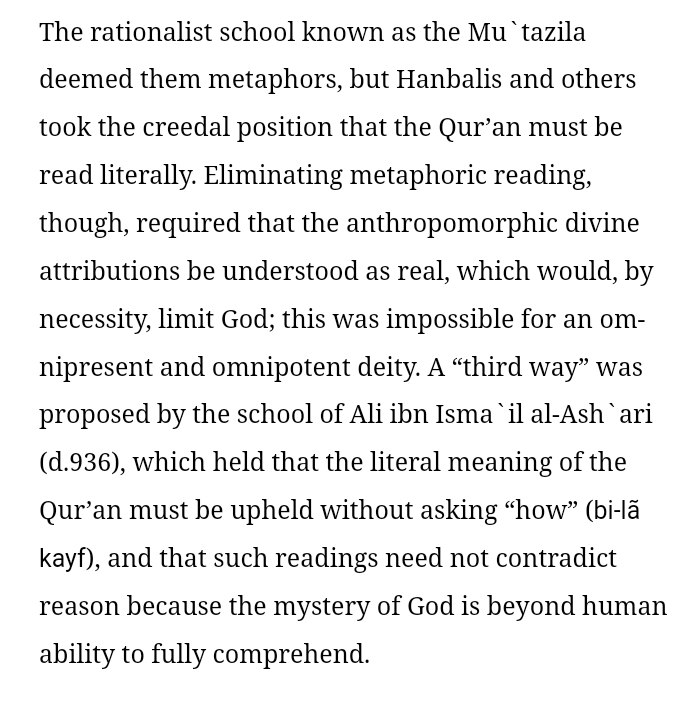 The rationalist school known as the Mu`tazila
deemed them metaphors, but Hanbalis and others
took the creedal position that the Qur’an must be
read literally. Eliminating metaphoric reading,
though, required that the anthropomorphic divine
attributions be understood as real, which would, by
necessity, limit God; this was impossible for an om-
nipresent and omnipotent deity. A “third way” was
proposed by the school of Ali ibn Isma`il al-Ash`ari
(d.936), which held that the literal meaning of the
Qur’an must be upheld without asking “how” (bi-lã
kayf), and that such readings need not contradict
reason because the mystery of God is beyond human
ability to fully comprehend.